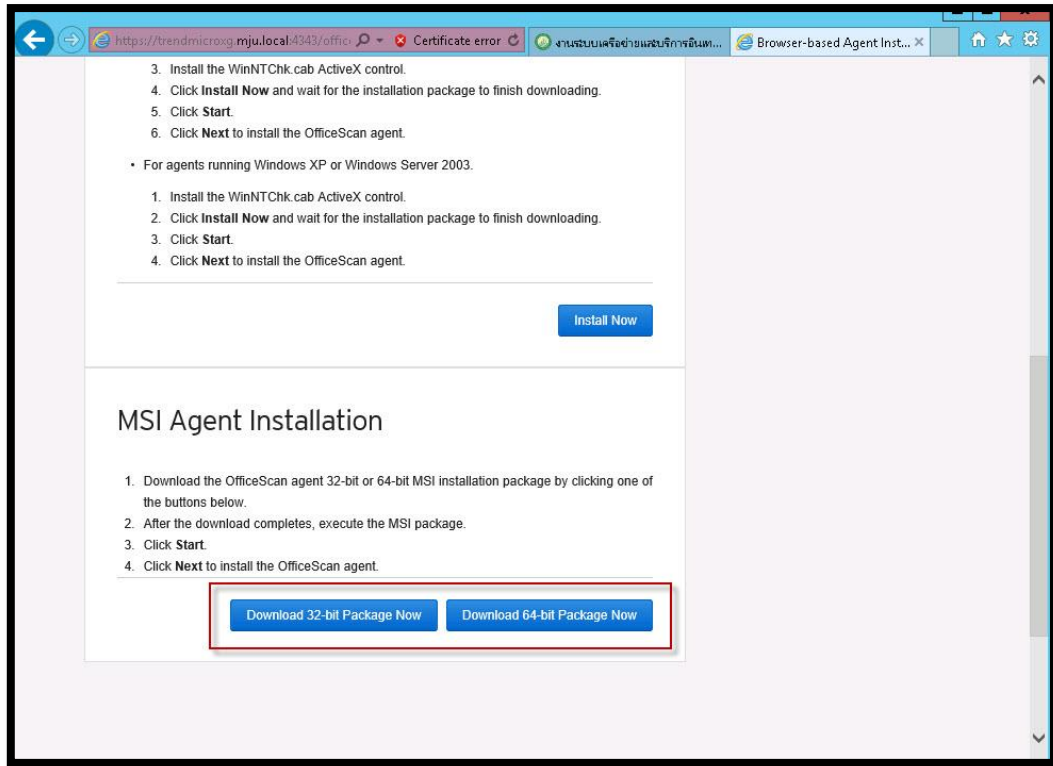 https://trendmicroxg.mju.local:4343/offic
Certificate error
งานระบบเครือข่ายและบริการอินเท...
Browser-based Agent Inst...
3. Install the WinNTChk.cab ActiveX control.
4. Click Install Now and wait for the installation package to finish downloading.
5. Click Start.
6. Click Next to install the OfficeScan agent.
• For agents running Windows XP or Windows Server 2003.
1. Install the WinNTChk.cab ActiveX control.
2. Click Install Now and wait for the installation package to finish downloading.
3. Click Start.
4. Click Next to install the OfficeScan agent.
Install Now
MSI Agent Installation
1. Download the OfficeScan agent 32-bit or 64-bit MSI installation package by clicking one of
the buttons below.
2. After the download completes, execute the MSI package.
3. Click Start.
4. Click Next to install the OfficeScan agent.
Download 32-bit Package Now
Download 64-bit Package Now